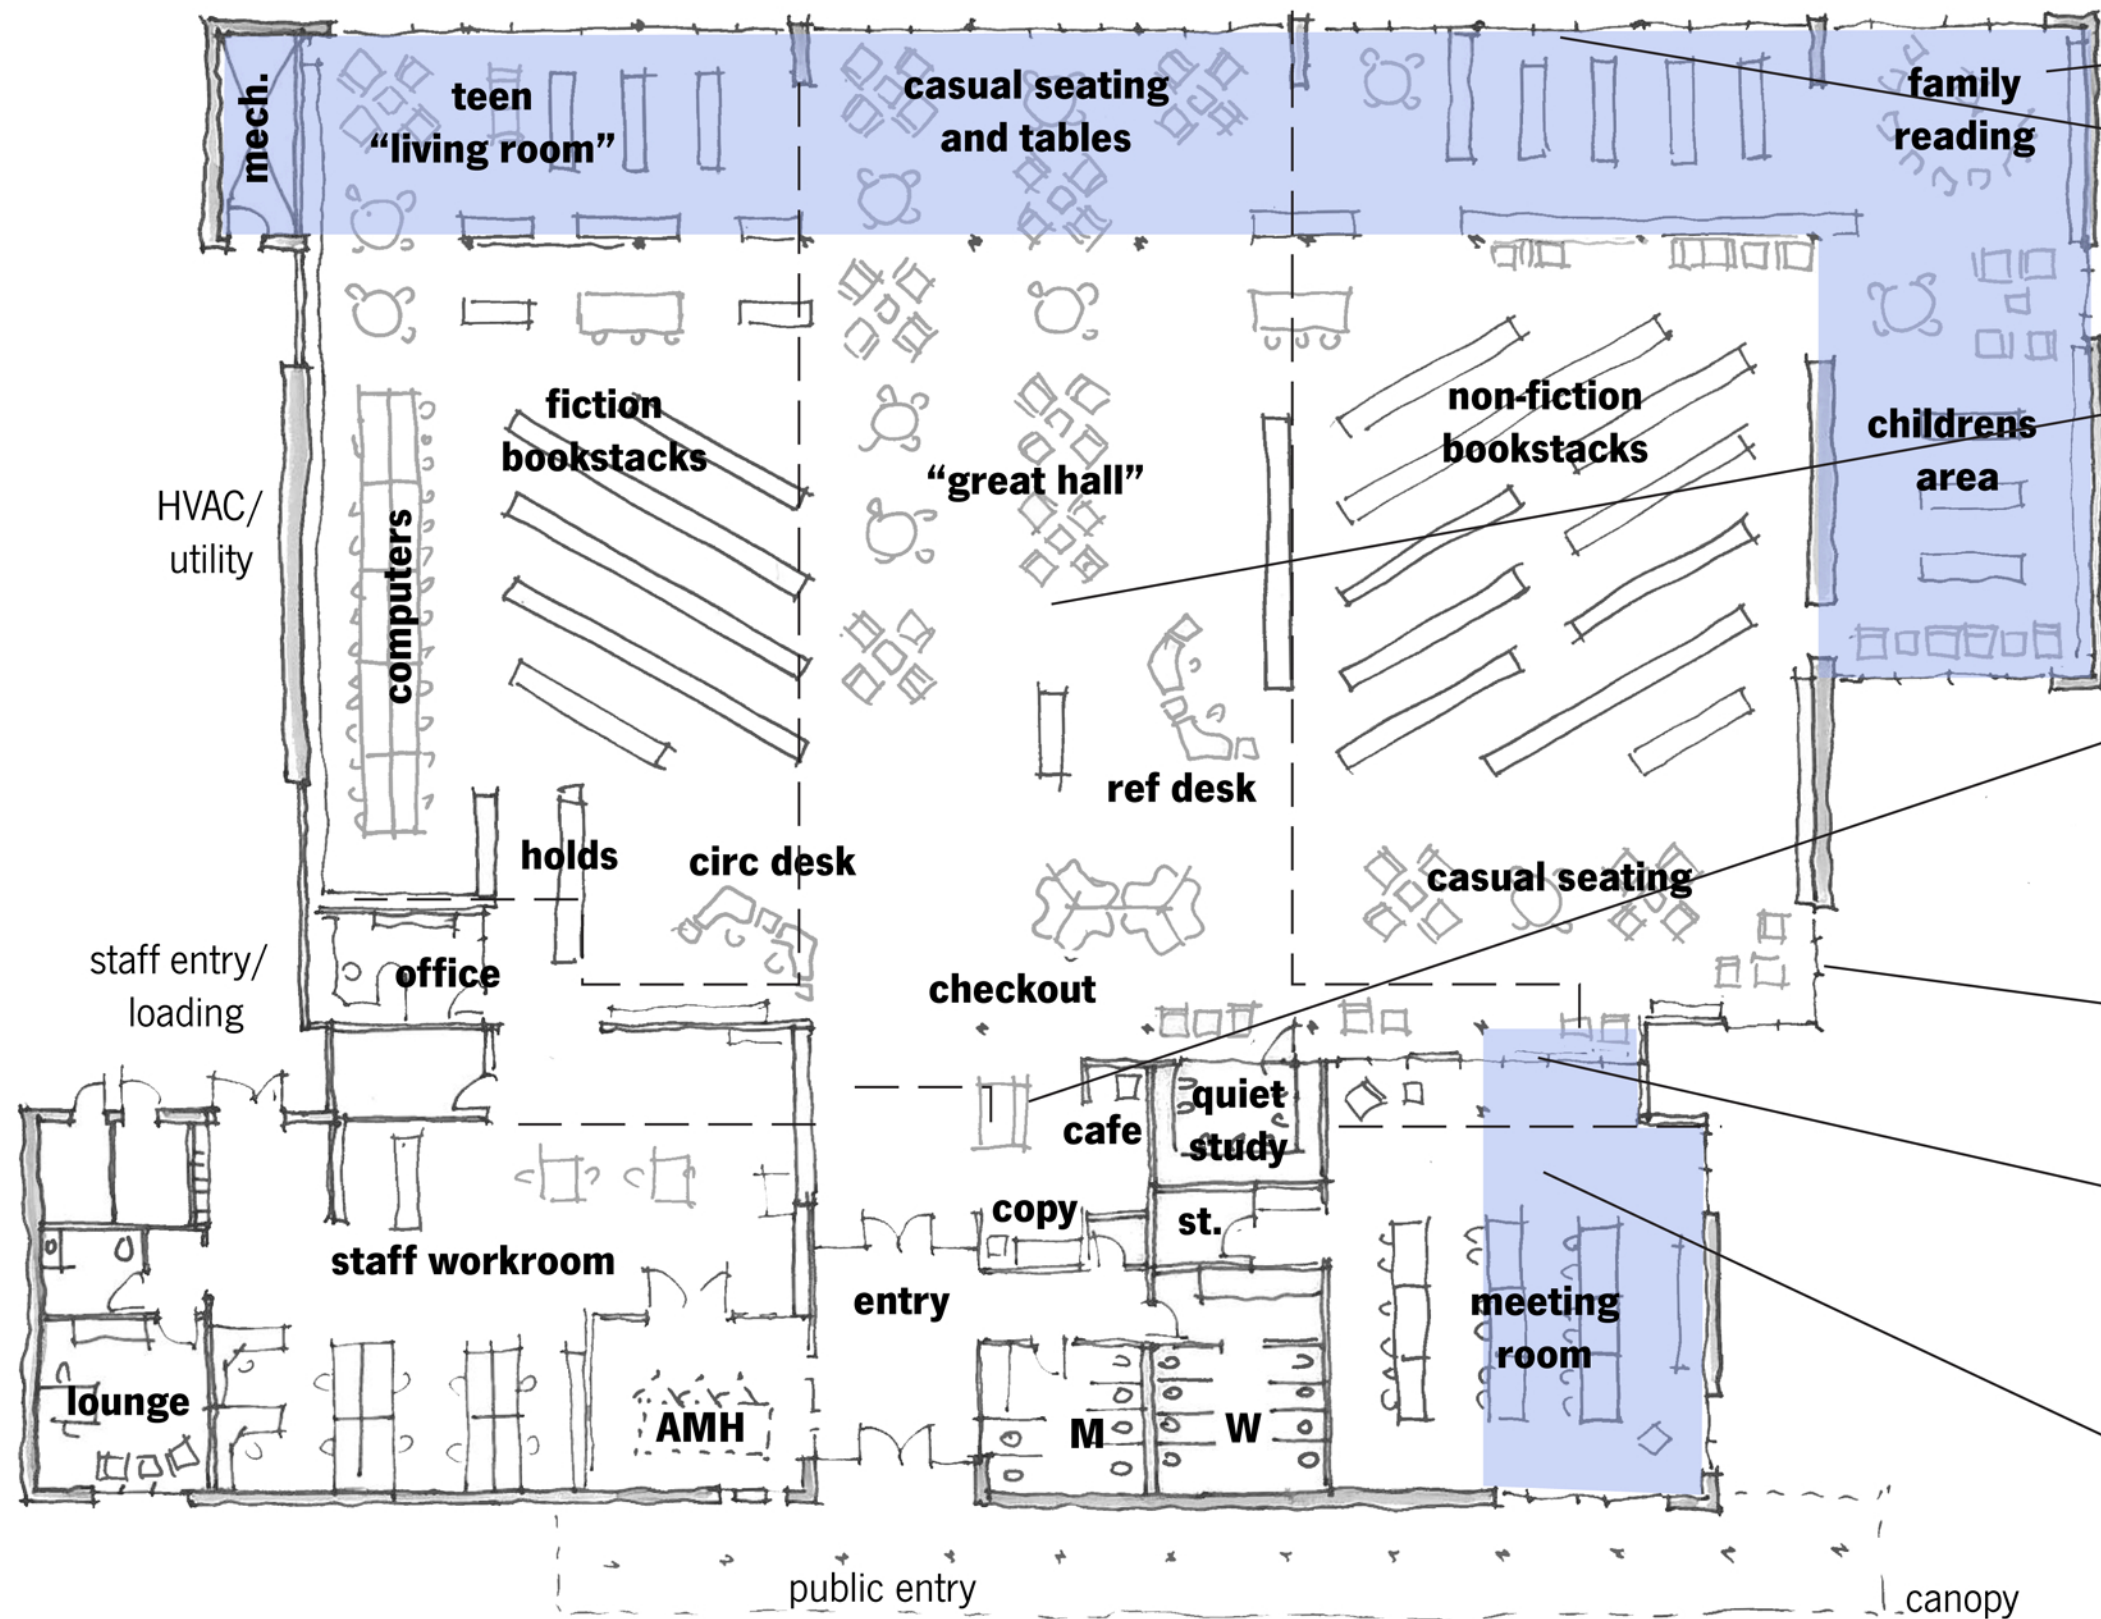 mech.
teen
“living room”
casual seating
and tables
family
reading
fiction
bookstacks
“great hall”
non-fiction
bookstacks
childrens
area
HVAC/
utility
computers
ref desk
holds
circ desk
casual seating
staff entry/
loading
office
checkout
quiet
study
cafe
copy
st.
staff workroom
entry
meeting
room
lounge
AMH
M
W
public entry
canopy